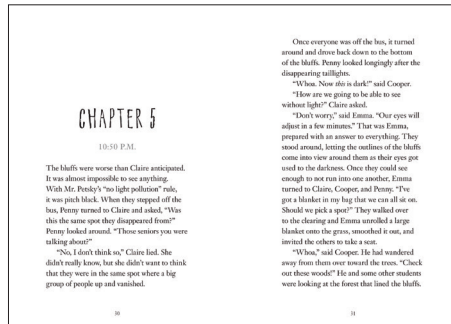 CHAPTER 5
10:30 P.M.
The bluffs were worse than Claire anticipated.
It was almost impossible to see anything.
With Mr. Petsky's "no light pollution" rule,
it was pitch black. When they stepped off the
bus, Penny turned to Claire and asked, "Was
this the same spot they disappeared from?"
Penny looked around. "Those seniors you were
talking about?"
"No, I don't think so," Claire lied. She
didn't really know, but she didn't want to think
that they were in the same spot where a big
group of people up and vanished.
30
Once everyone was off the bus, it turned
around and drove back down to the bottom
of the bluffs. Penny looked longingly after the
disappearing taillights.
"Whoa. Now this is dark!" said Cooper.
"How are we going to be able to see
without light?" Claire asked.
"Don't worry," said Emma. "Our eyes will
adjust in a few minutes." That was Emma,
prepared with an answer to everything. They
stood around, letting the outlines of the bluffs
come into view around them as their eyes got
used to the darkness. Once they could see
enough to not run into one another, Emma
turned to Claire, Cooper, and Penny. "I've
got a blanket in my bag that we can all sit on.
Should we pick a spot?" They walked over
to the clearing and Emma unrolled a large
blanket onto the grass, smoothed it out, and
invited the others to take a seat.
"Whoa," said Cooper. He had wandered
away from them over toward the trees. "Check
out these woods!" He and some other students
were looking at the forest that lined the bluffs.
31